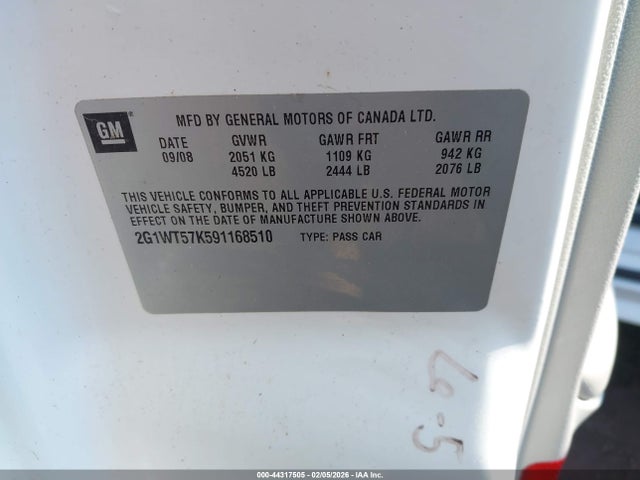 GM
MFD BY GENERAL MOTORS OF CANADA LTD.
DATE GVWR GAWR FRT GAWR RR
09/08 2051 KG 1109 KG 942 KG
4520 LB 2444 LB 2076 LB
THIS VEHICLE CONFORMS TO ALL APPLICABLE U.S. FEDERAL MOTOR
VEHICLE SAFETY, BUMPER, AND THEFT PREVENTION STANDARDS IN
EFFECT ON THE DATE OF MANUFACTURE SHOWN ABOVE.
2G1WT57K591168510 TYPE: PASS CAR
000-44317505 - 02/05/2026 - IAA Inc.